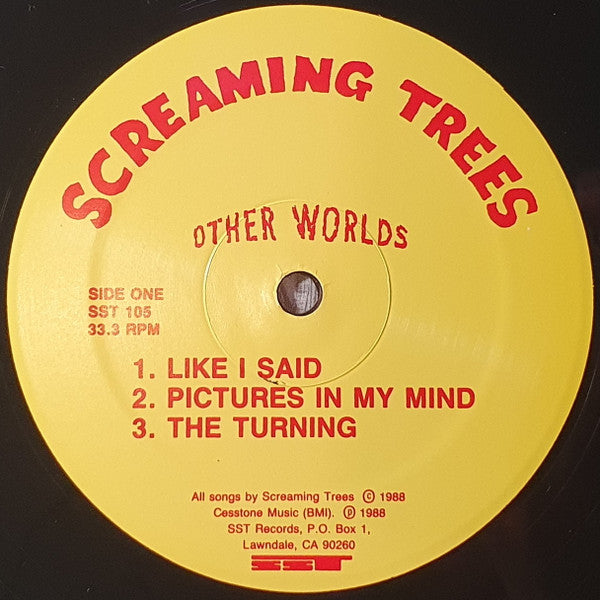 SCREAMING TREES
OTHER WORLDS
SIDE ONE
SST 105
33.3 RPM
1. LIKE I SAID
2. PICTURES IN MY MIND
3. THE TURNING
All songs by Screaming Trees © 1988
Cesstone Music (BMI). ℗ 1988
SST Records, P.O. Box 1,
Lawndale, CA 90260
SST